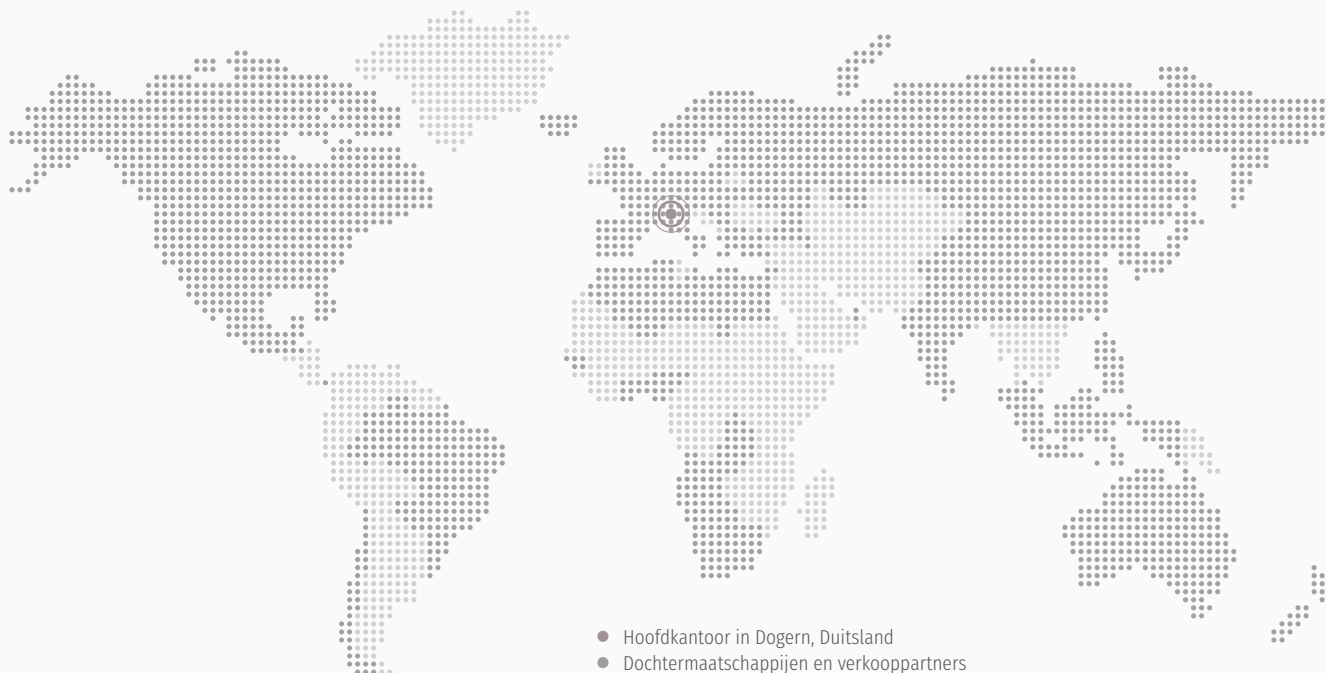 Hoofdkantoor in Dogern, Duitsland
Dochtermaatschappijen en verkooppartners